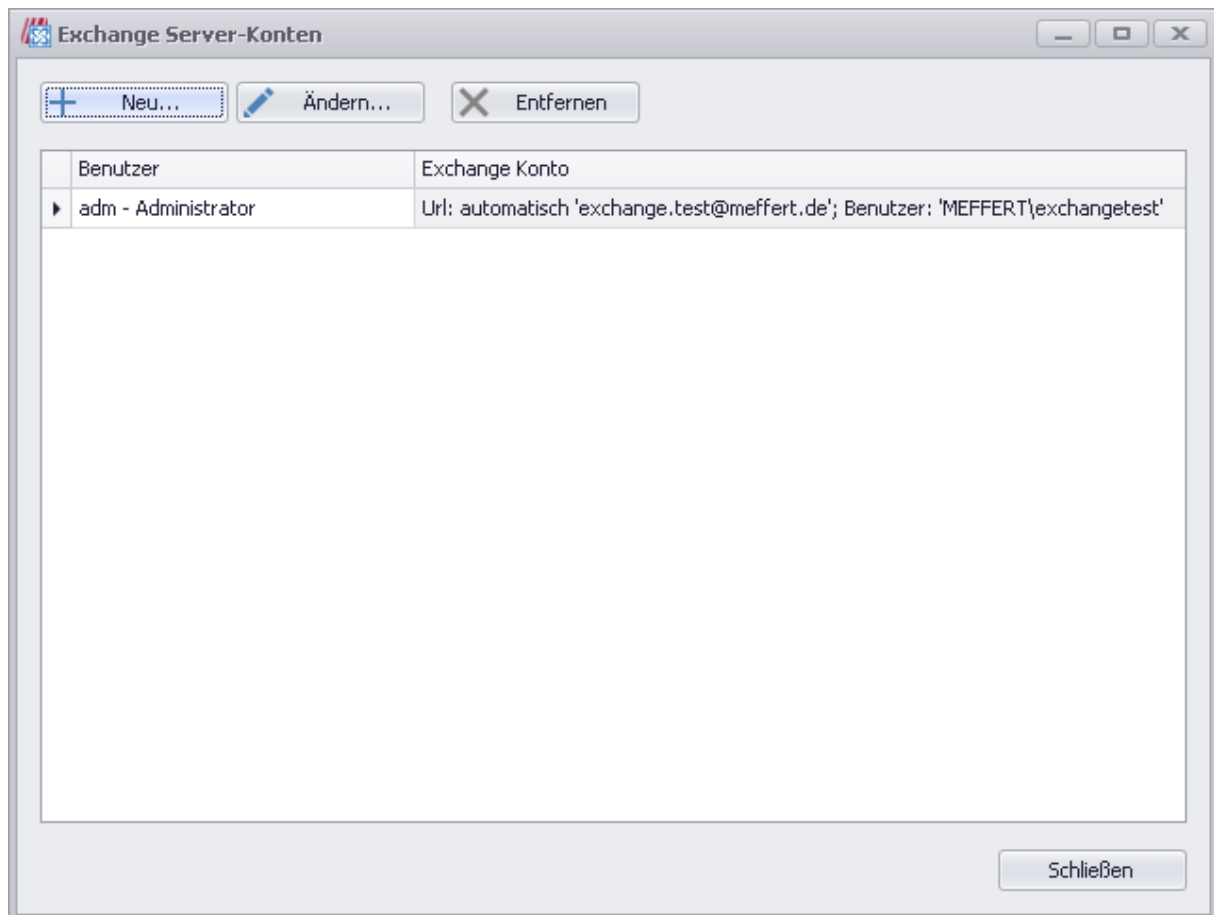 Exchange Server-Konten
Neu... Ändern... Entfernen
Benutzer Exchange Konto
adm - Administrator Url: automatisch 'exchange.test@meffert.de'; Benutzer: 'MEFFERT\exchangetest'
Schließen